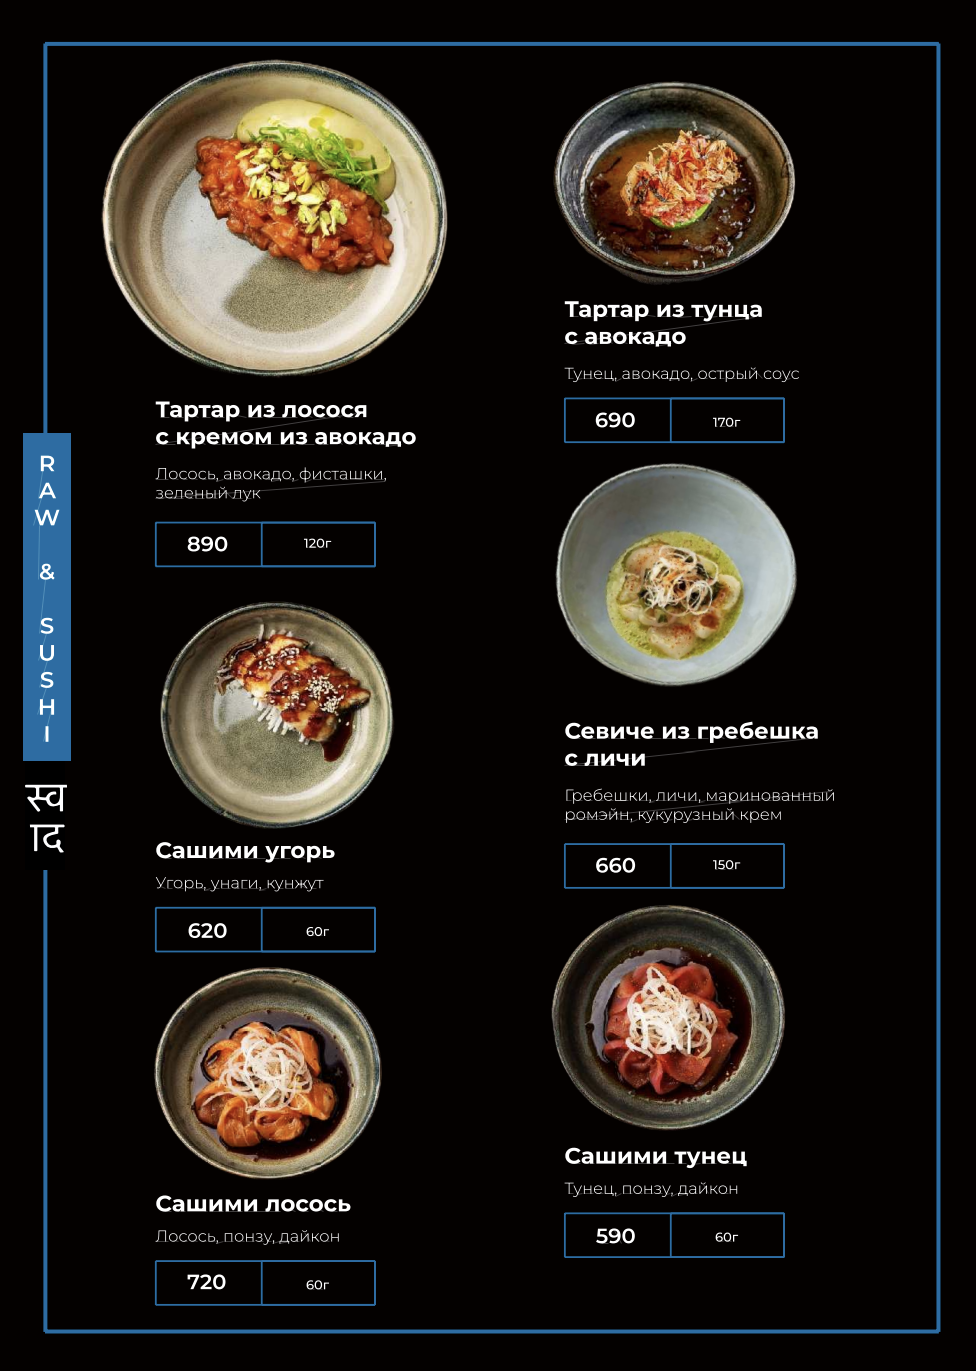 RAW & SUSHI
स्व
ाद
Тартар из лосося
с кремом из авокадо
Лосось, авокадо, фисташки,
зеленый лук
890 120г
Сашими угорь
Угорь, унаги, кунжут
620 60г
Сашими лосось
Лосось, понзу, дайкон
720 60г
Тартар из тунца
с авокадо
Тунец, авокадо, острый соус
690 170г
Севиче из гребешка
с личи
Гребешки, личи, маринованный
ромэйн, кукурузный крем
660 150г
Сашими тунец
Тунец, понзу, дайкон
590 60г